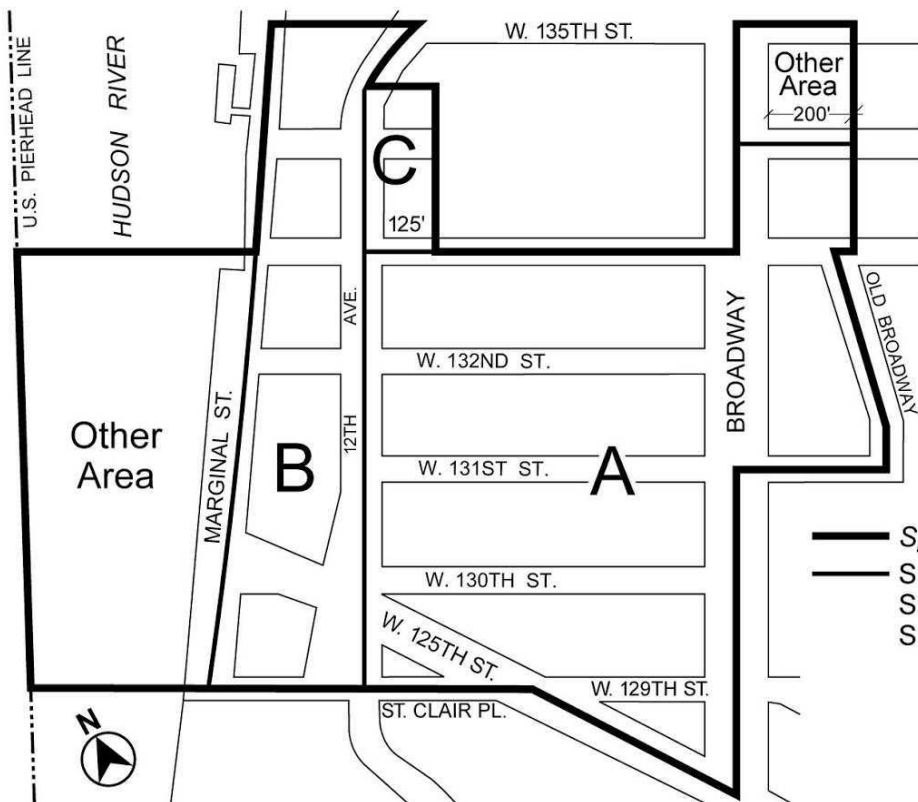 U.S. PIERHEAD LINE
HUDSON RIVER
W. 135TH ST.
Other
Area
200'
C
125'
AVE.
12TH
BROADWAY
OLD BROADWAY
W. 132ND ST.
MARGINAL ST.
Other
Area
B
W. 131ST ST.
A
S
S
S
S
W. 130TH ST.
W. 125TH ST.
W. 129TH ST.
ST. CLAIR PL.
N